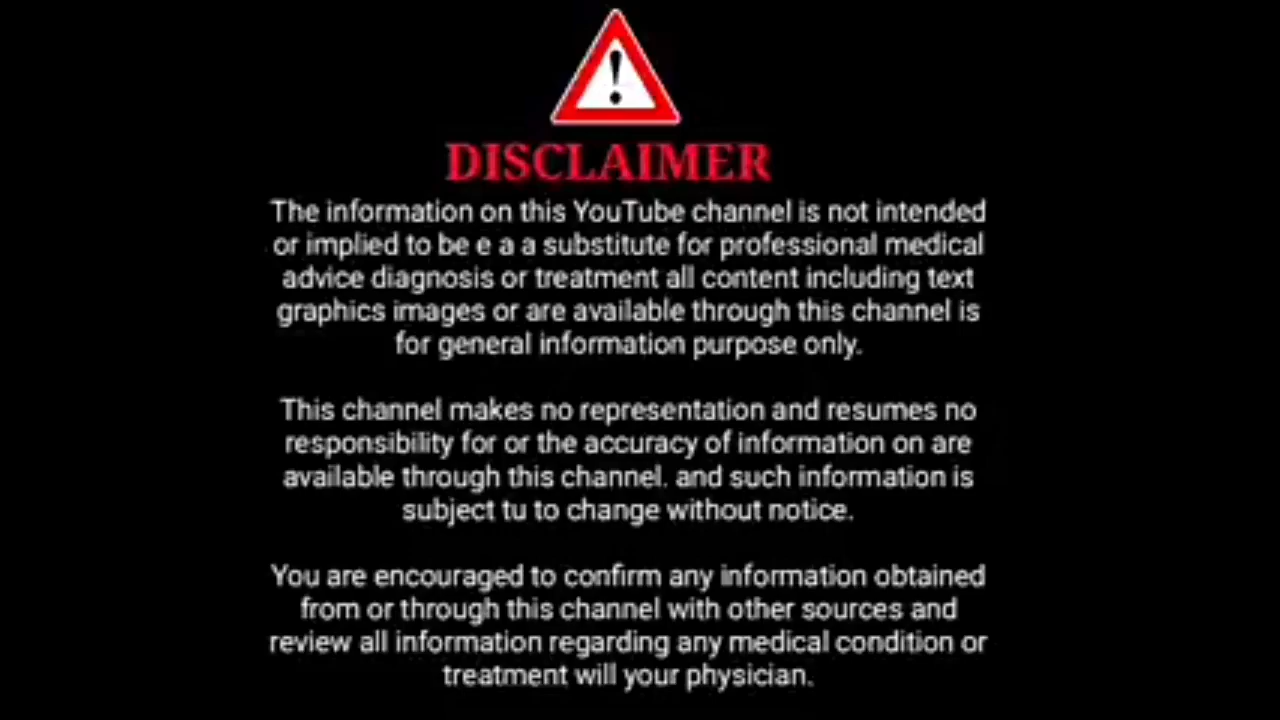 DISCLAIMER
The information on this YouTube channel is not intended
or implied to be e a a substitute for professional medical
advice diagnosis or treatment all content including text
graphics images or are available through this channel is
for general information purpose only.
This channel makes no representation and resumes no
responsibility for or the accuracy of information on are
available through this channel. and such information is
subject tu to change without notice.
You are encouraged to confirm any information obtained
from or through this channel with other sources and
review all information regarding any medical condition or
treatment will your physician.